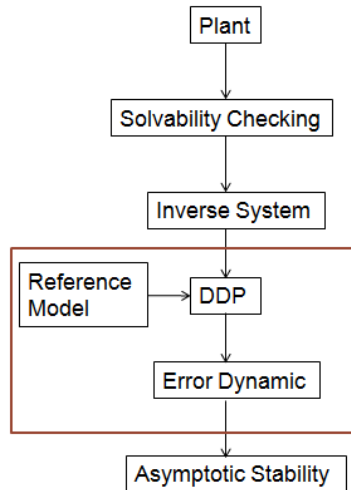 Plant
Solvability Checking
Inverse System
Reference
Model
DDP
Error Dynamic
Asymptotic Stability